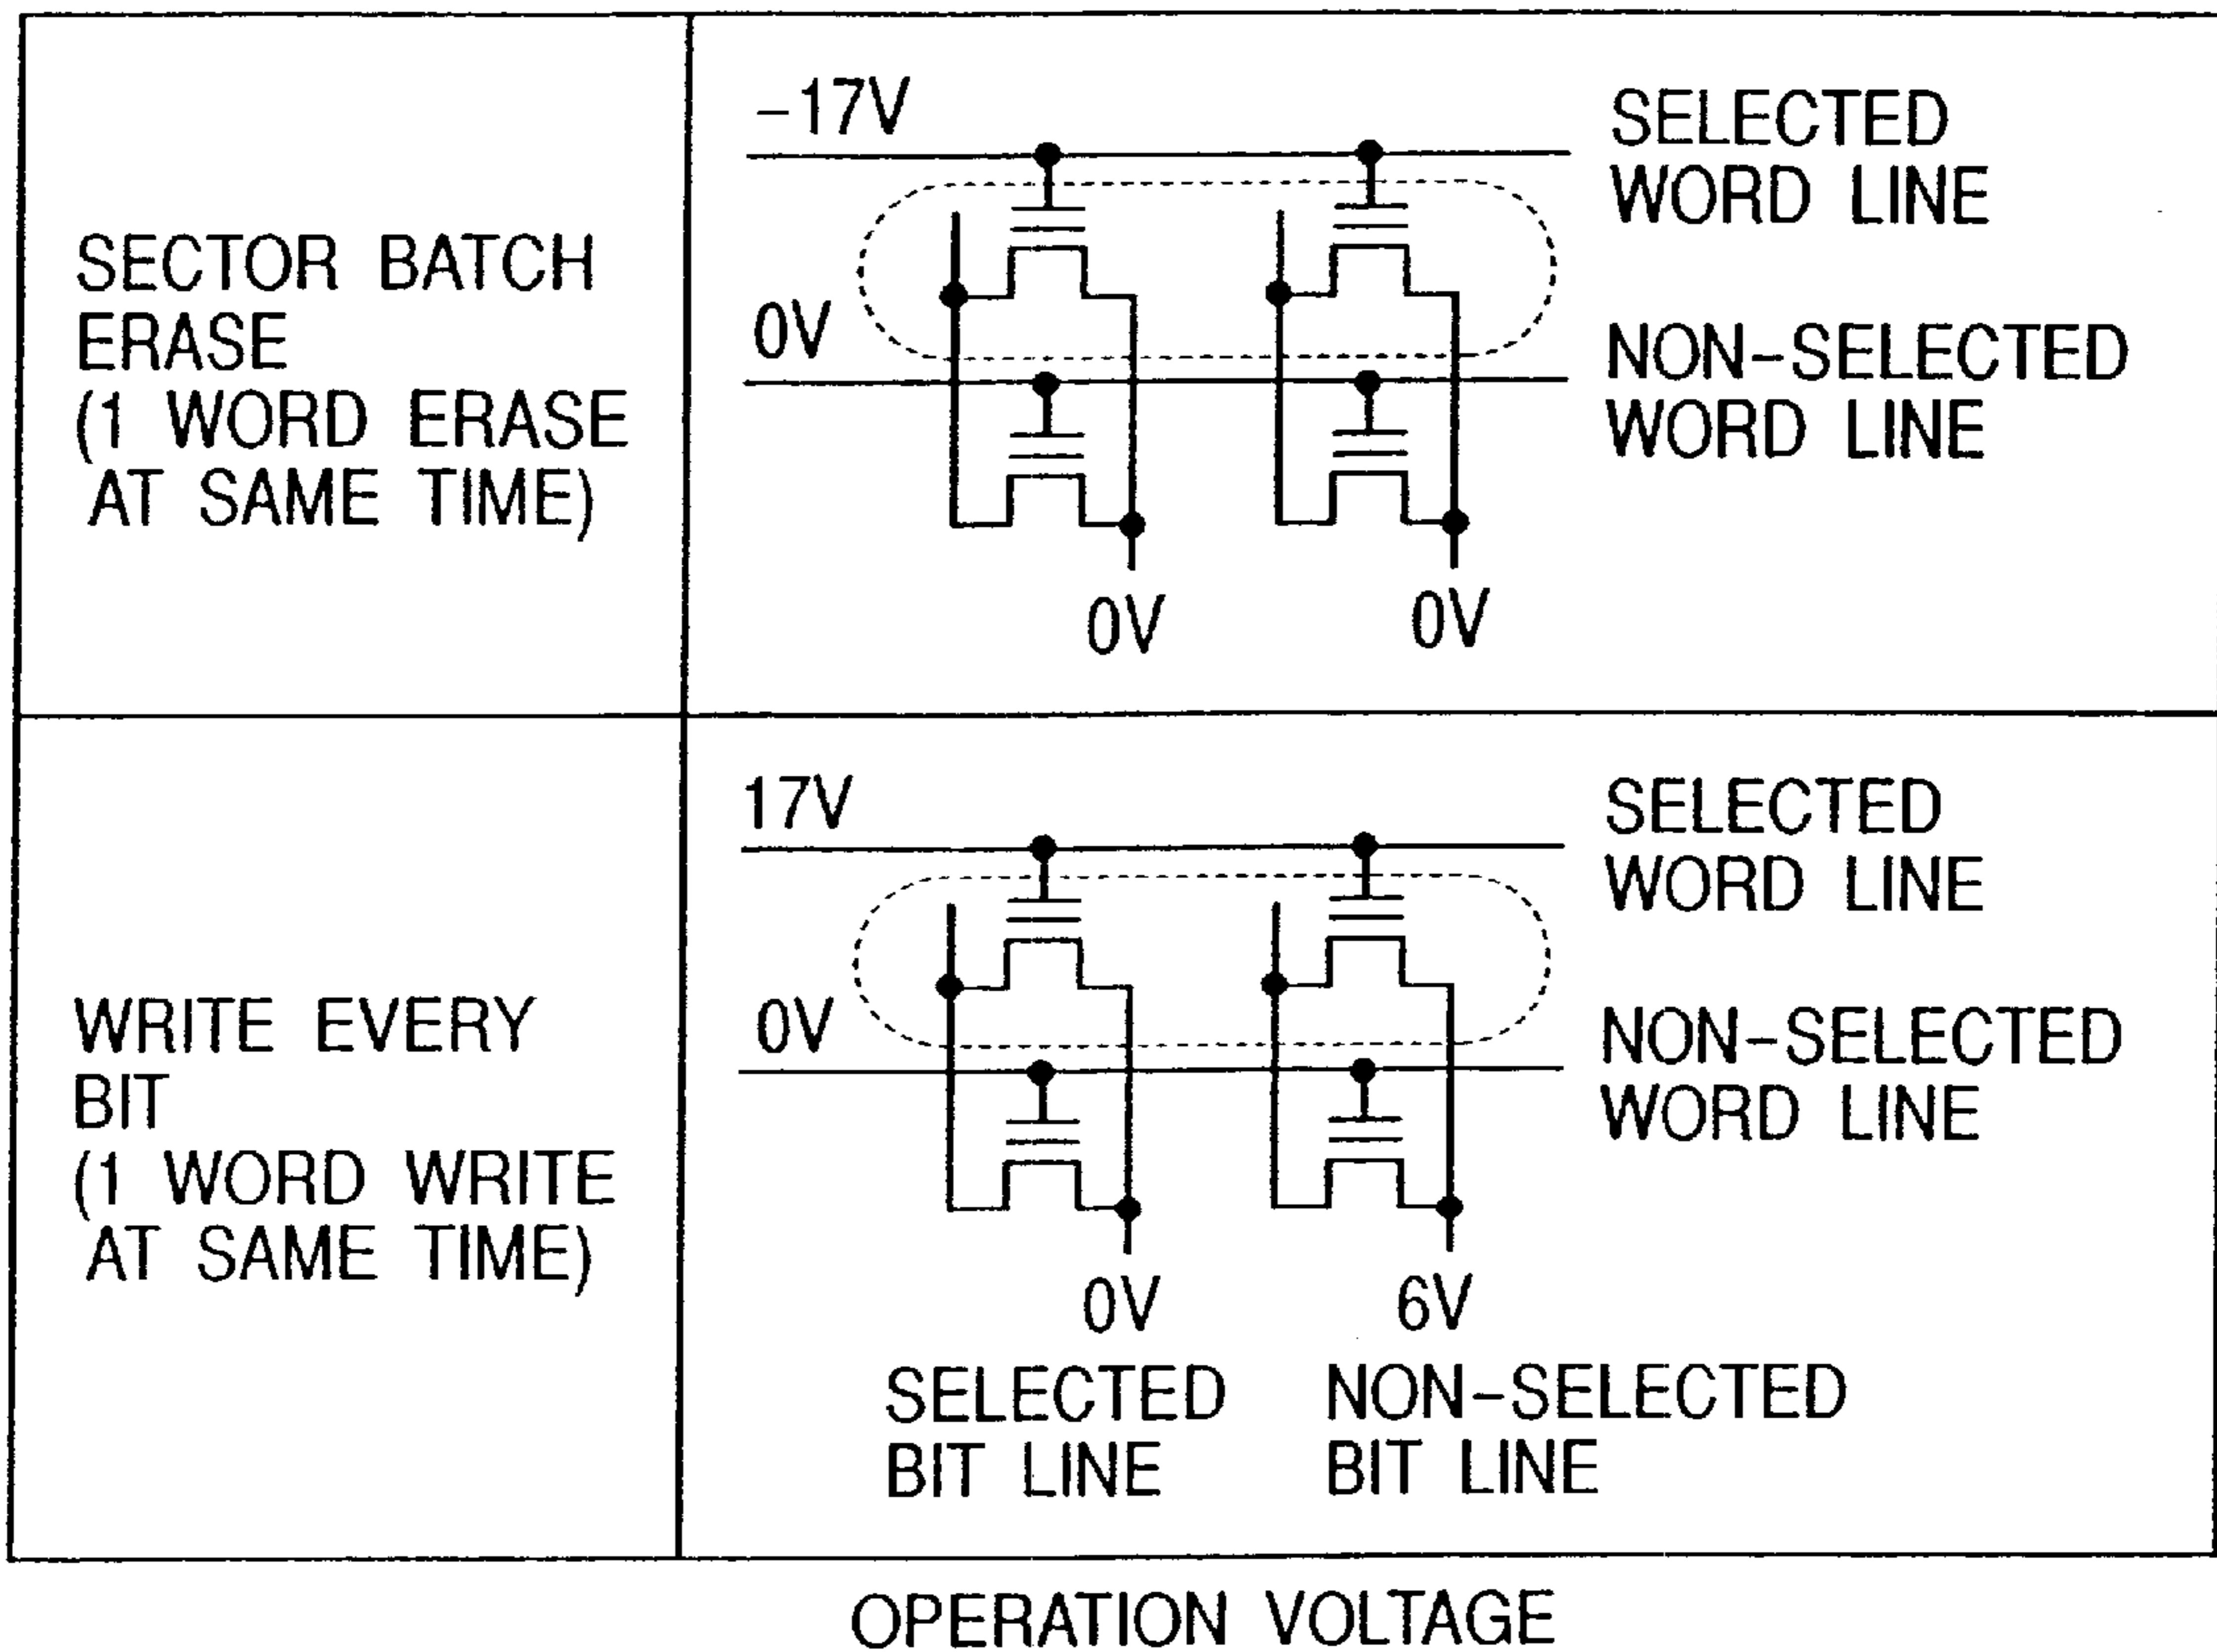 SECTOR BATCH
ERASE
(1 WORD ERASE
AT SAME TIME)
−17V
SELECTED
WORD LINE
0V
NON−SELECTED
WORD LINE
0V
0V
WRITE EVERY
BIT
(1 WORD WRITE
AT SAME TIME)
17V
SELECTED
WORD LINE
0V
NON−SELECTED
WORD LINE
0V
6V
SELECTED
BIT LINE
NON−SELECTED
BIT LINE
OPERATION VOLTAGE